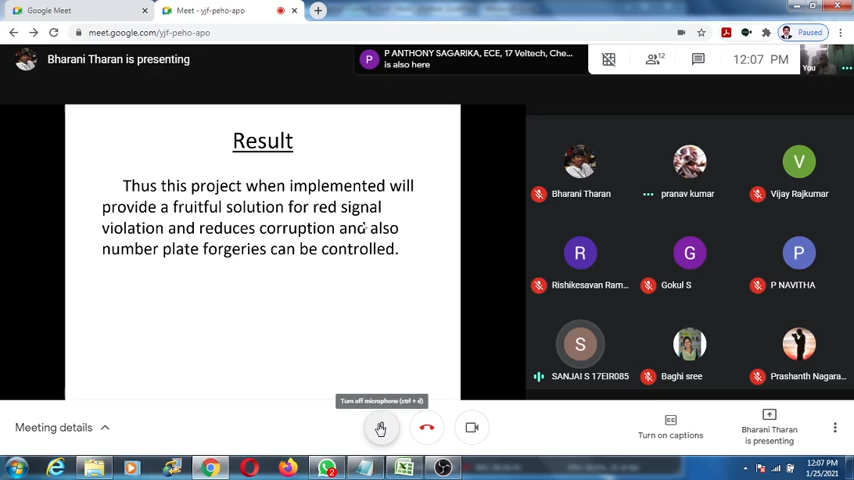 Google Meet
Meet - yjf-peho-apo
meet.google.com/yjf-peho-apo
Paused
Bharani Tharan is presenting
P
P ANTHONY SAGARIKA, ECE, 17 Veltech, Che...
is also here
12
12:07 PM
You
Result
Thus this project when implemented will
provide a fruitful solution for red signal
violation and reduces corruption and also
number plate forgeries can be controlled.
V
Bharani Tharan
pranav kumar
Vijay Rajkumar
R
G
P
Rishikesavan Ram...
Gokul S
P NAVITHA
S
SANJAI S 17EIR085
Baghi sree
Prashanth Nagara...
Turn off microphone (ctrl + d)
Meeting details
Turn on captions
Bharani Tharan
is presenting
2
12:07 PM
1/25/2021